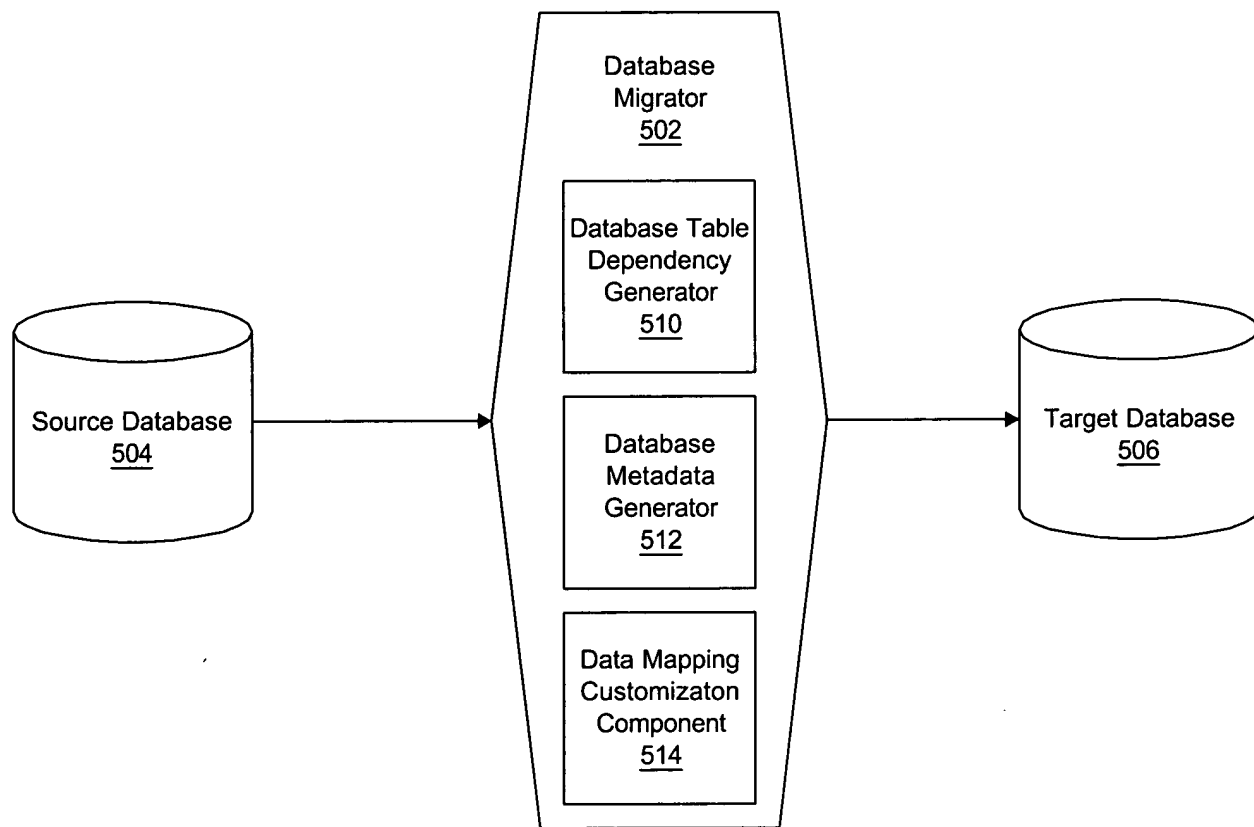 Database
Migrator
502
Database Table
Dependency
Generator
510
Source Database
504
Database
Metadata
Generator
512
Target Database
506
Data Mapping
Customizaton
Component
514